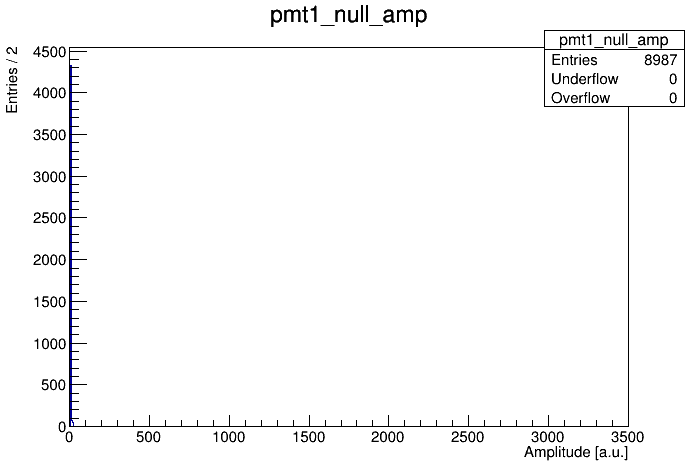 pmt1_null_amp
pmt1_null_amp
Entries 8987
Underflow 0
Overflow 0
Entries / 2
4500
4000
3500
3000
2500
2000
1500
1000
500
0
0 500 1000 1500 2000 2500 3000 3500
Amplitude [a.u.]